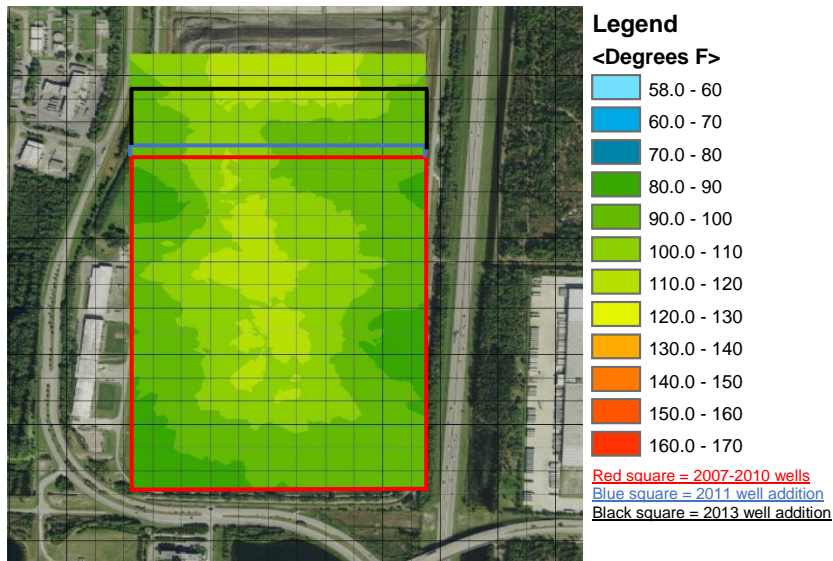 Legend
<Degrees F>
58.0 - 60
60.0 - 70
70.0 - 80
80.0 - 90
90.0 - 100
100.0 - 110
110.0 - 120
120.0 - 130
130.0 - 140
140.0 - 150
150.0 - 160
160.0 - 170
Red square = 2007-2010 wells
Blue square = 2011 well addition
Black square = 2013 well addition